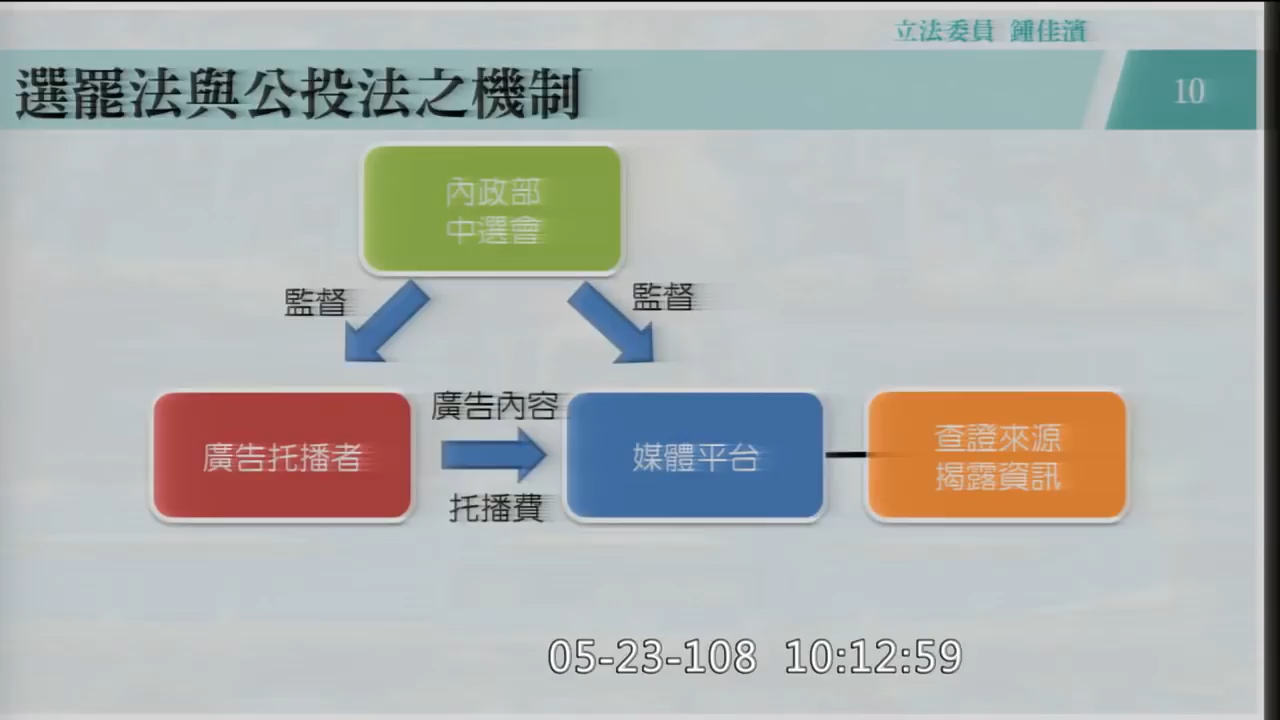 立法委員 鍾佳濱
選罷法與公投法之機制
10
內政部
中選會
監督
監督
廣告托播者
廣告內容
托播費
媒體平台
查證來源
揭露資訊
05-23-108 10:12:59